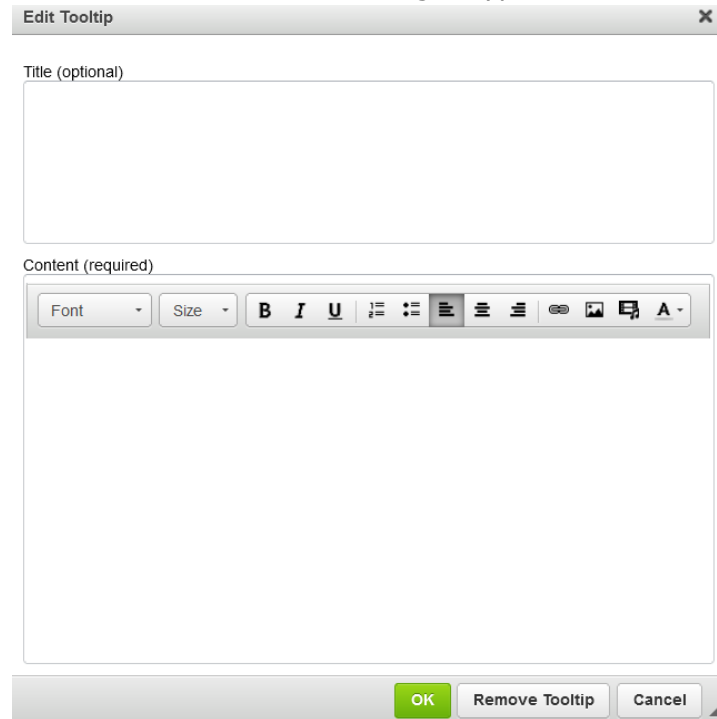 Edit Tooltip
Title (optional)
Content (required)
Font Size B I U A
OK Remove Tooltip Cancel